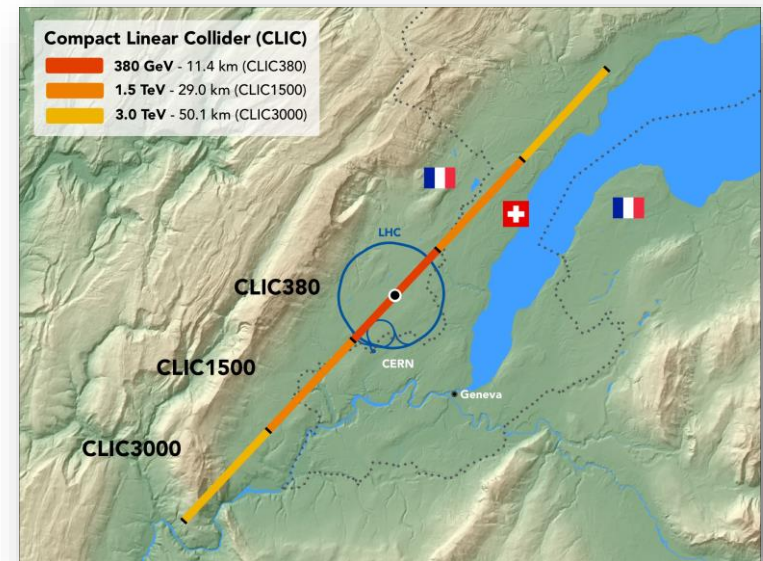 Compact Linear Collider (CLIC)
380 GeV - 11.4 km (CLIC380)
1.5 TeV - 29.0 km (CLIC1500)
3.0 TeV - 50.1 km (CLIC3000)
LHC
CLIC380
CLIC1500
CERN
Geneva
CLIC3000